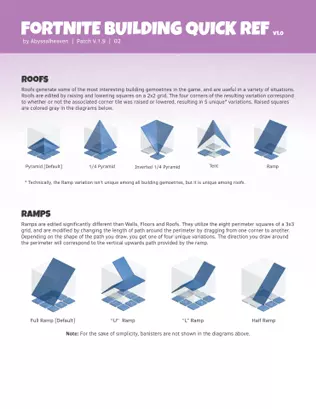 FORTNITE BUILDING QUICK REF V1.0
by Abyssalheaven | Patch V.1.9 | 02
ROOFS
Roofs generate some of the most interesting building geometries in the game, and are useful in a variety of situations.
Roofs are edited by raising and lowering squares on a 2x2 grid. The four corners of the resulting variation correspond
to whether or not the associated corner tile was raised or lowered, resulting in 5 unique* variations. Raised squares
are colored gray in the diagrams below.
Pyramid [Default]
1/4 Pyramid
Inverted 1/4 Pyramid
Tent
Ramp
* Technically, the Ramp variation isn't unique among all building geometries, but it is unique among roofs.
RAMPS
Ramps are edited significantly different than Walls, Floors and Roofs. They utilize the eight perimeter squares of a 3x3
grid, and are modified by changing the length of path around the perimeter by dragging from one corner to another
Depending on the shape of the path you draw, you get one of four unique variations. The direction you draw around
the perimeter will correspond to the vertical upwards path provided by the ramp.
Full Ramp [Default]
"U" Ramp
"L" Ramp
Half Ramp
Note: For the sake of simplicity, banisters are not shown in the diagrams above.